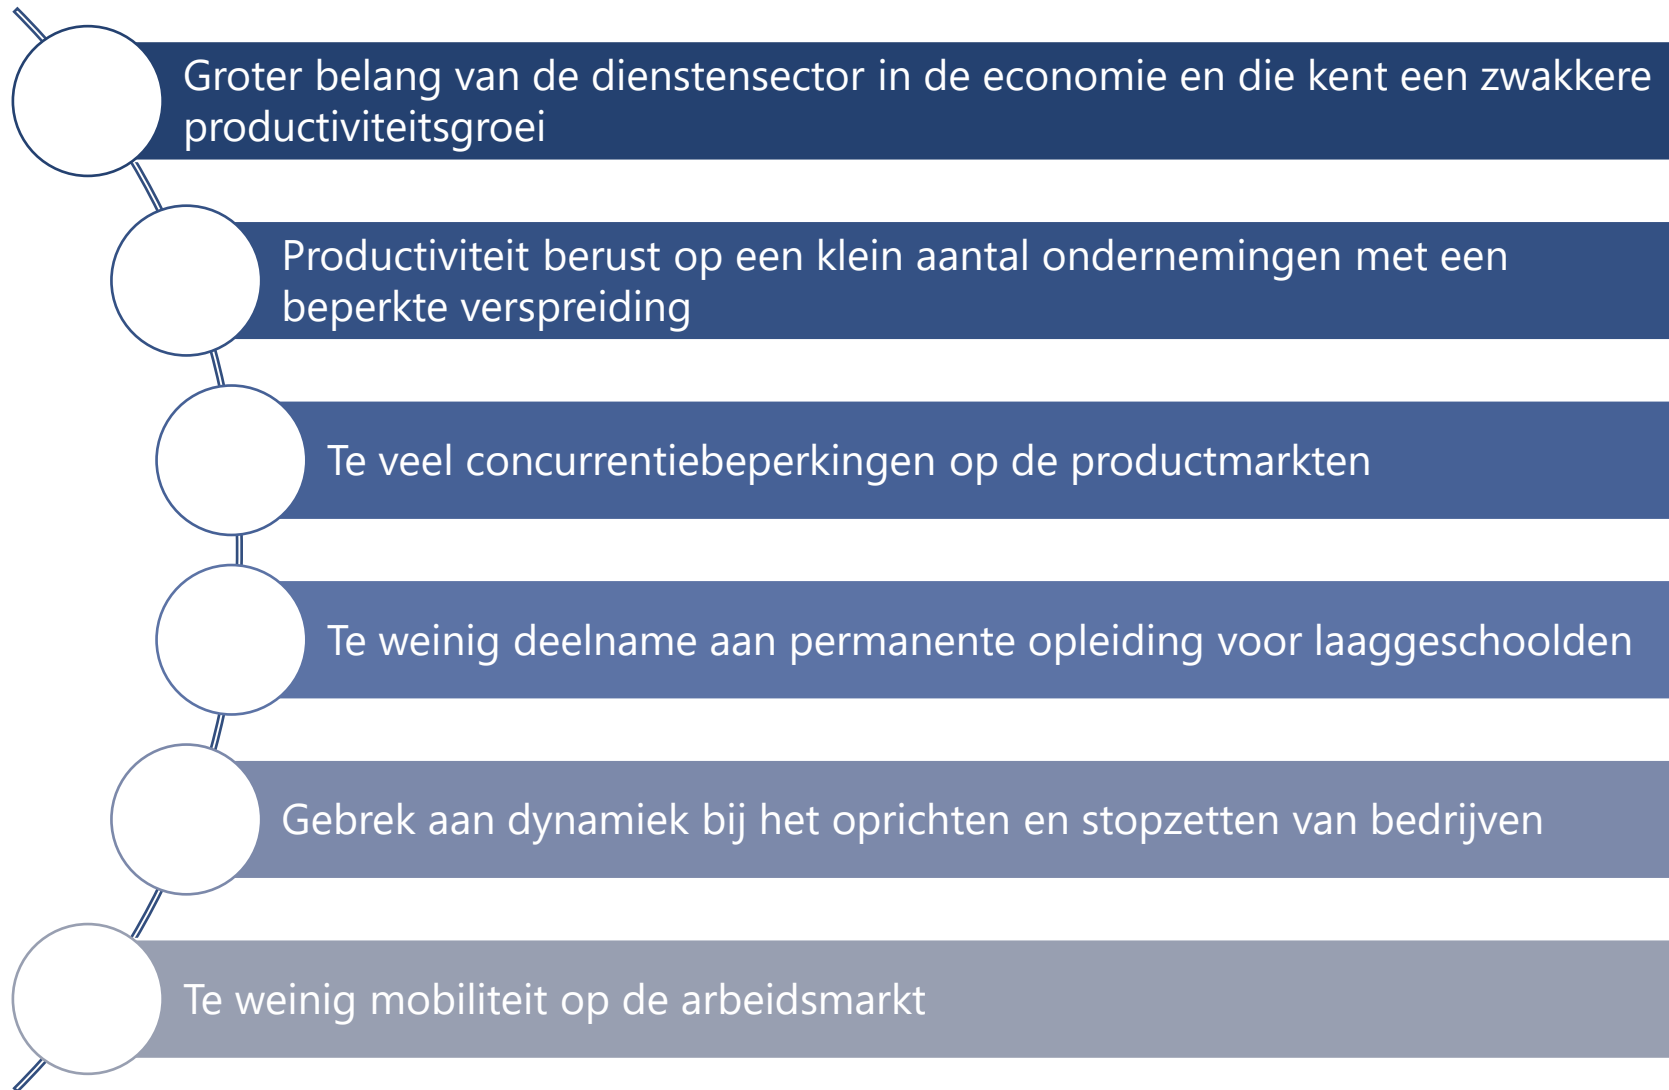 Groter belang van de dienstensector in de economie en die kent een zwakkere
productiviteitsgroei
Productiviteit berust op een klein aantal ondernemingen met een
beperkte verspreiding
Te veel concurrentiebeperkingen op de productmarkten
Te weinig deelname aan permanente opleiding voor laaggeschoolden
Gebrek aan dynamiek bij het oprichten en stopzetten van bedrijven
Te weinig mobiliteit op de arbeidsmarkt